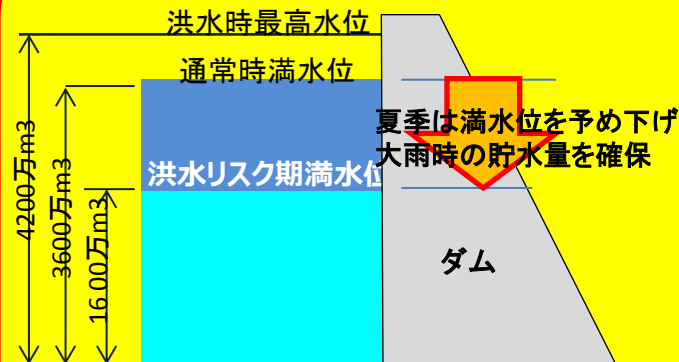 洪水時最高水位
通常時満水位
夏季は満水位を予め下げ
大雨時の貯水量を確保
洪水リスク期満水位
4200万m3
3600万m3
1600万m3
ダム